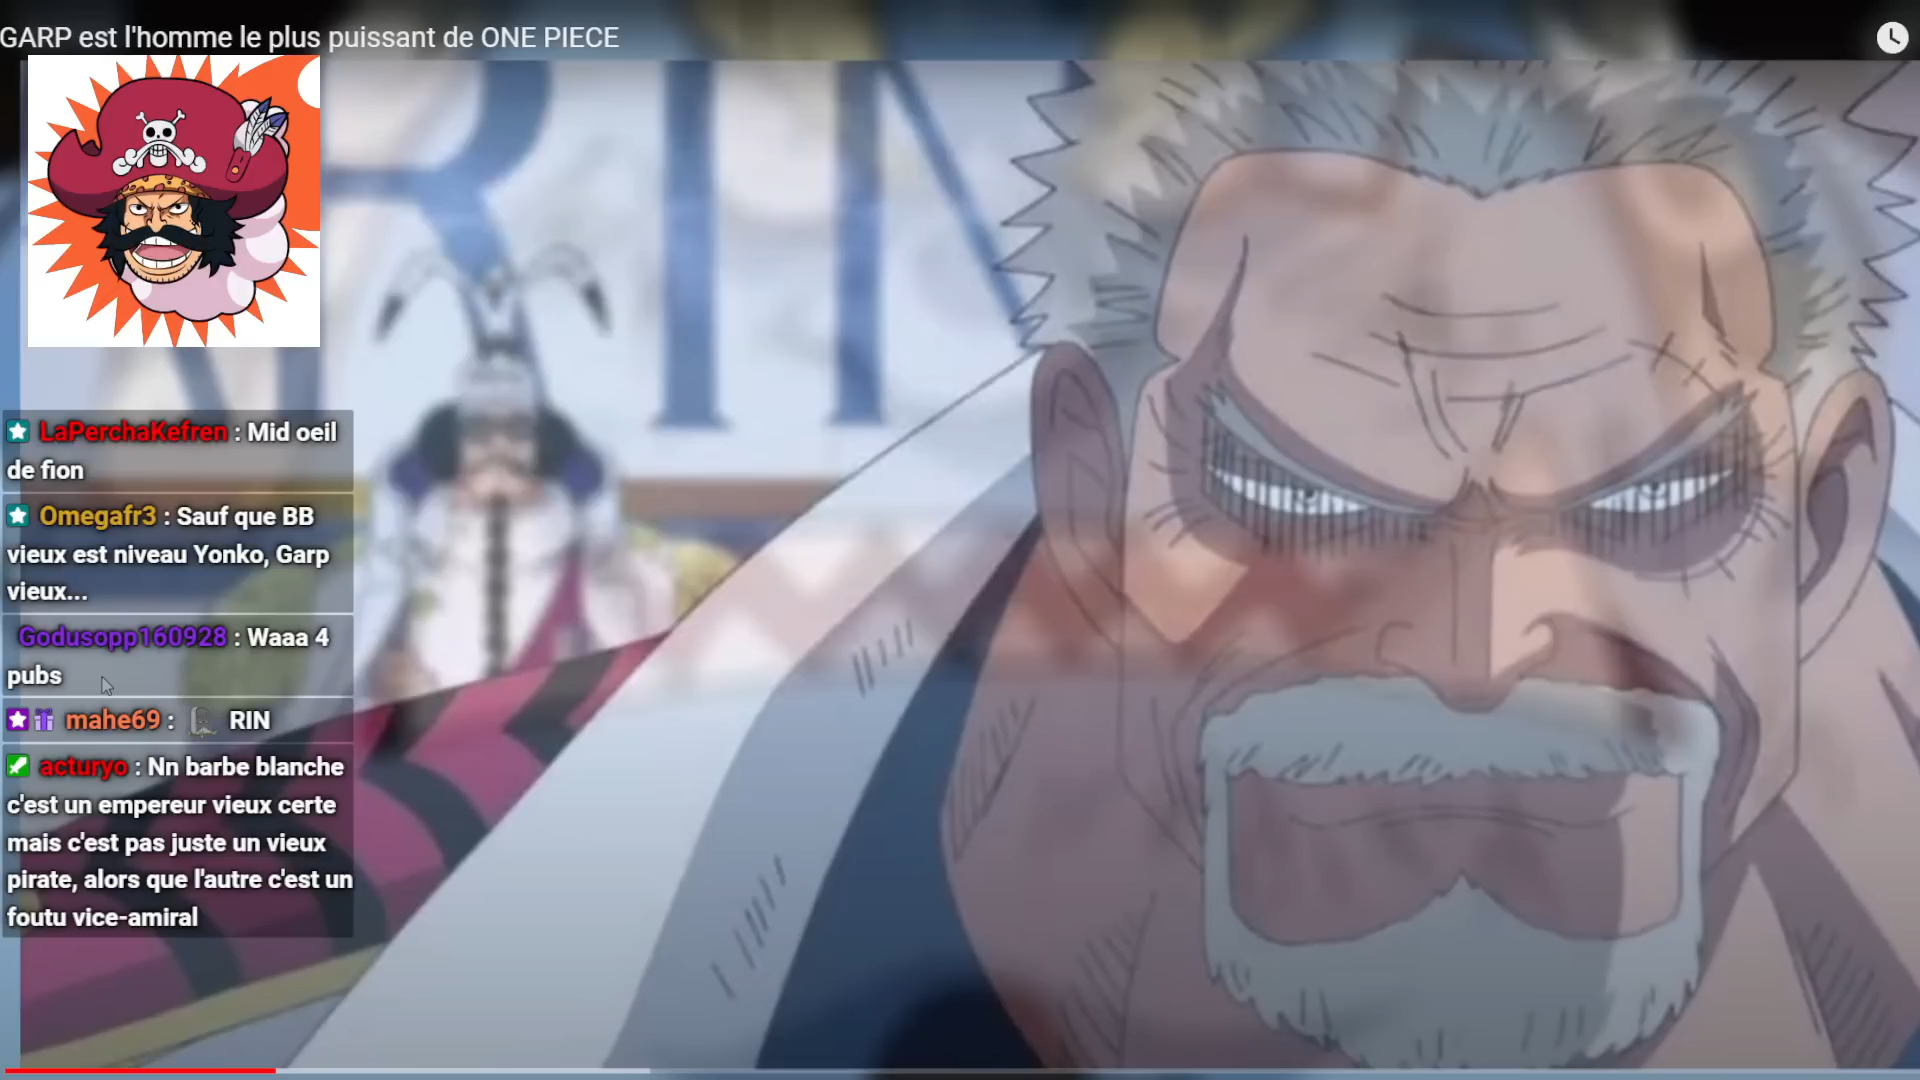 GARP est l'homme le plus puissant de ONE PIECE
RIN
LaPerchaKefren : Mid oeil
de fion
Omegafr3 : Sauf que BB
vieux est niveau Yonko, Garp
vieux...
Godusopp160928 : Waaa 4
pubs
mahe69 : RIN
acturyo : Nn barbe blanche
c'est un empereur vieux certe
mais c'est pas juste un vieux
pirate, alors que l'autre c'est un
foutu vice-amiral